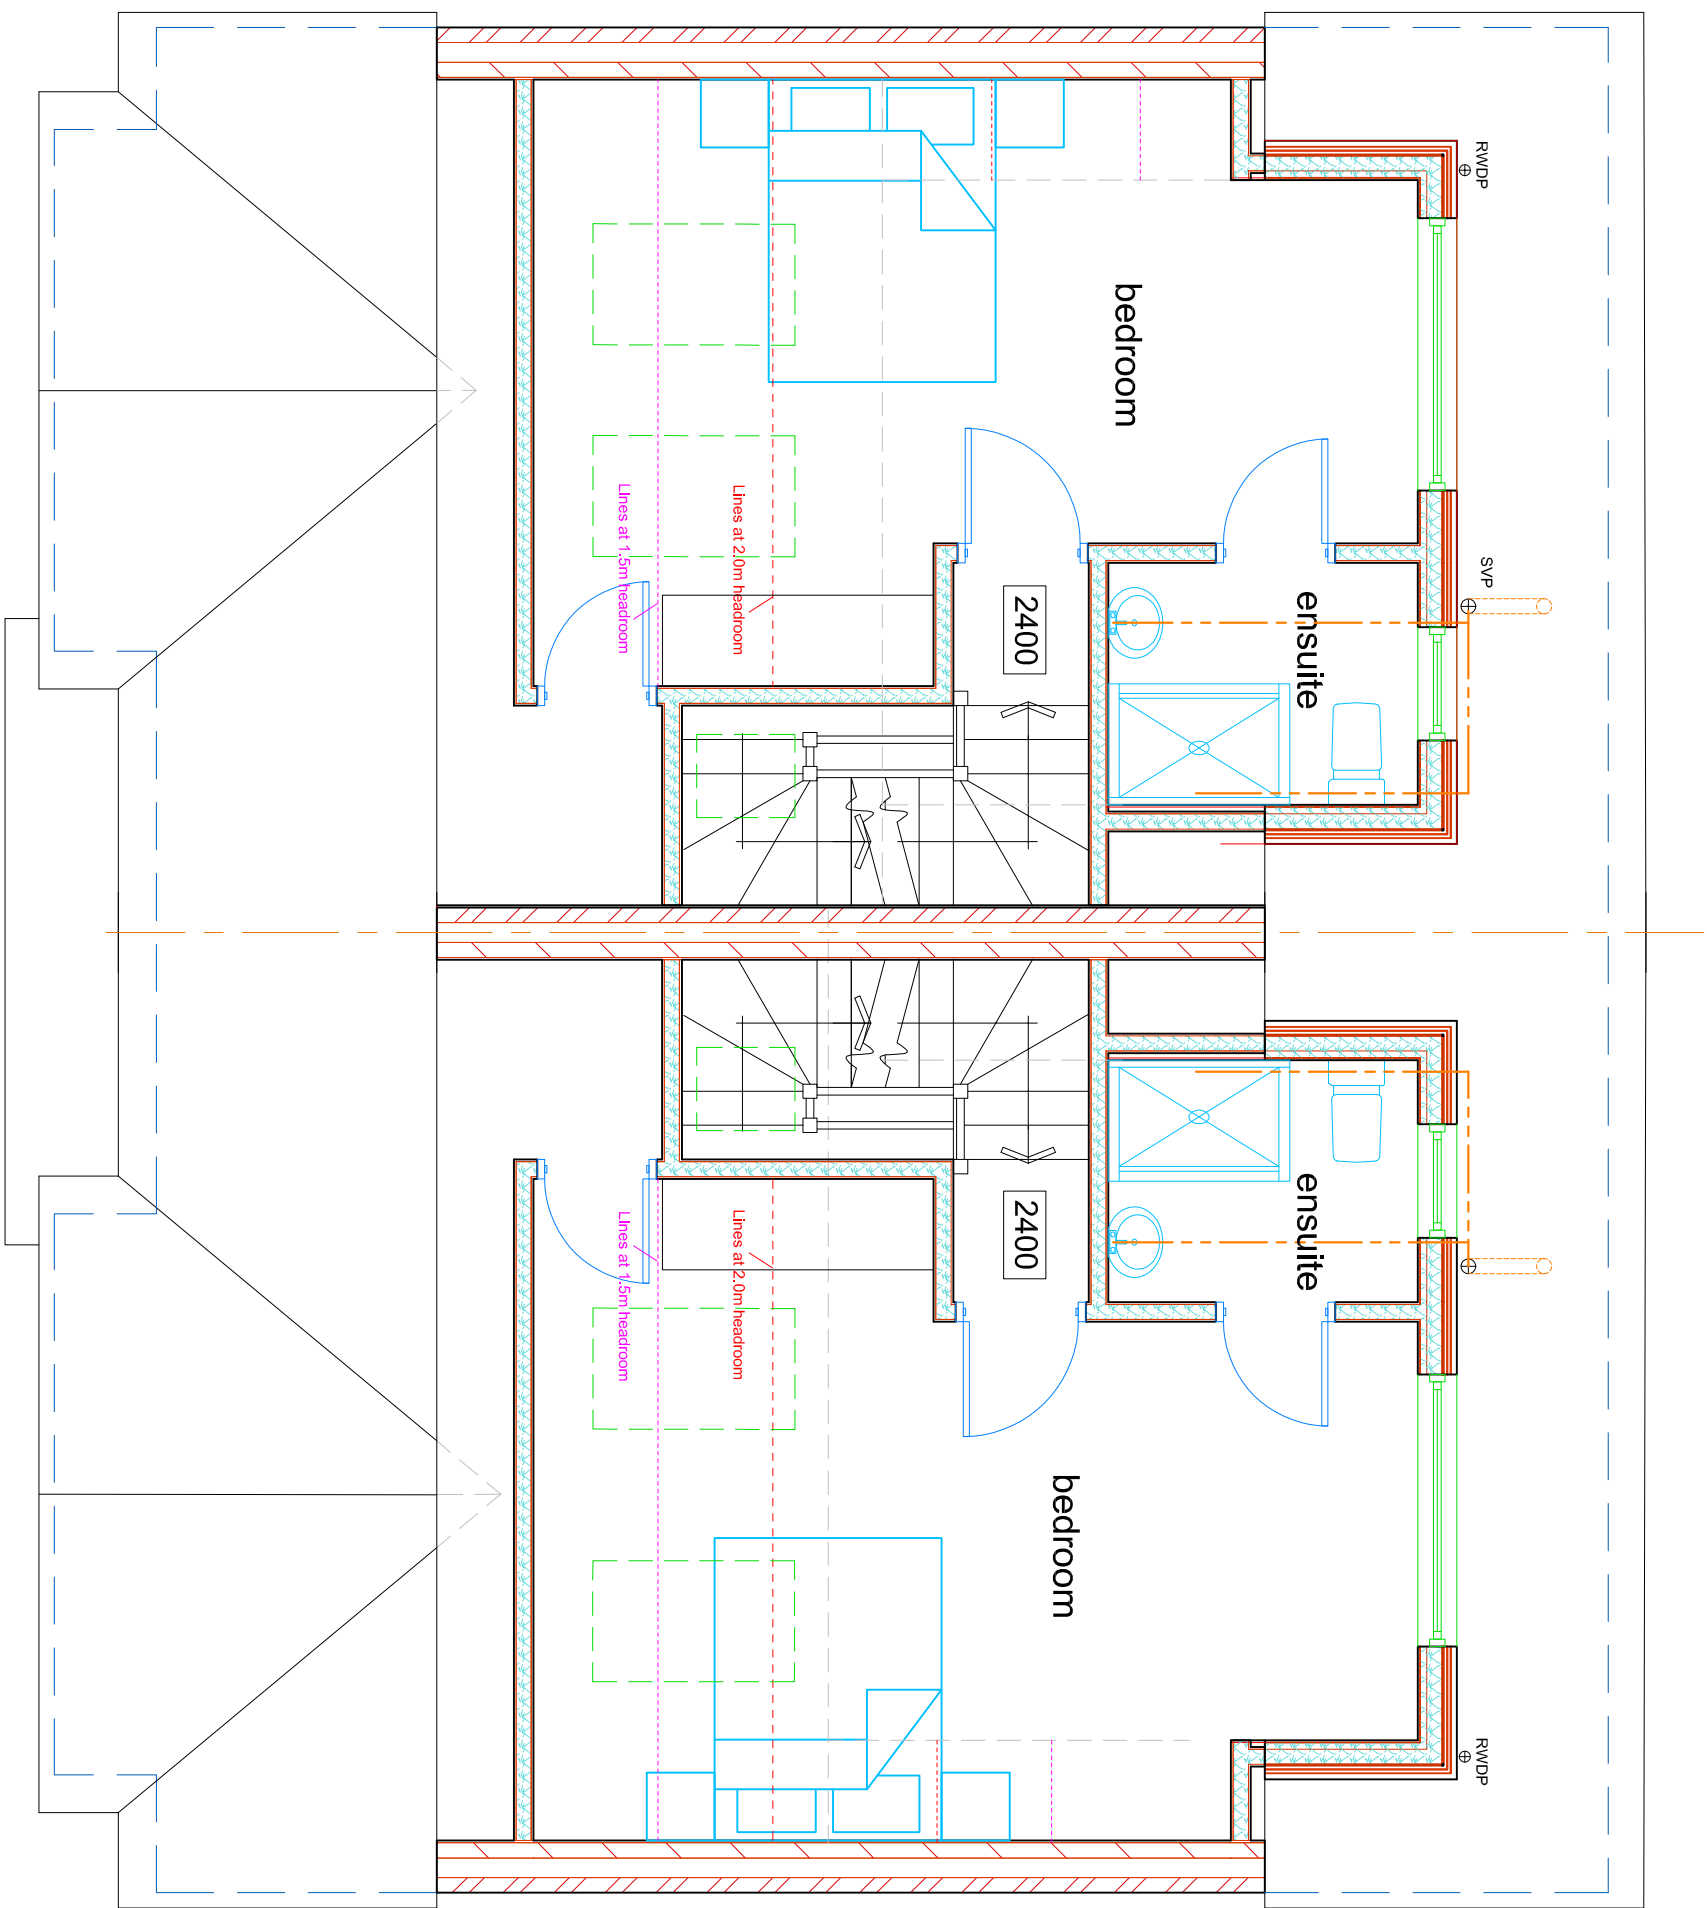 RWDP
SVP
RWDP
ensuite
ensuite
bedroom
bedroom
2400
2400
Lines at 2.0m headroom
Lines at 2.0m headroom
Lines at 1.5m headroom
Lines at 1.5m headroom